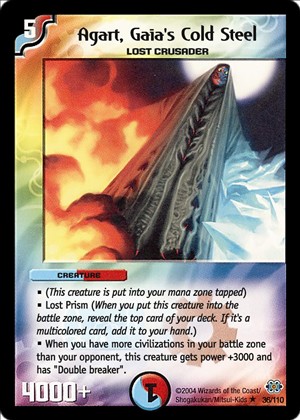 5
Agart, Gaia's Cold Steel
LOST CRUSADER
CREATURE
▪ (This creature is put into your mana zone tapped)
▪ Lost Prism (When you put this creature into the
battle zone, reveal the top card of your deck. If it's a
multicolored card, add it to your hand.)
▪ When you have more civilizations in your battle zone
than your opponent, this creature gets power +3000 and
has "Double breaker".
4000+
©2004 Wizards of the Coast/
Shogakukan/Mitsui-Kids ★ 36/110